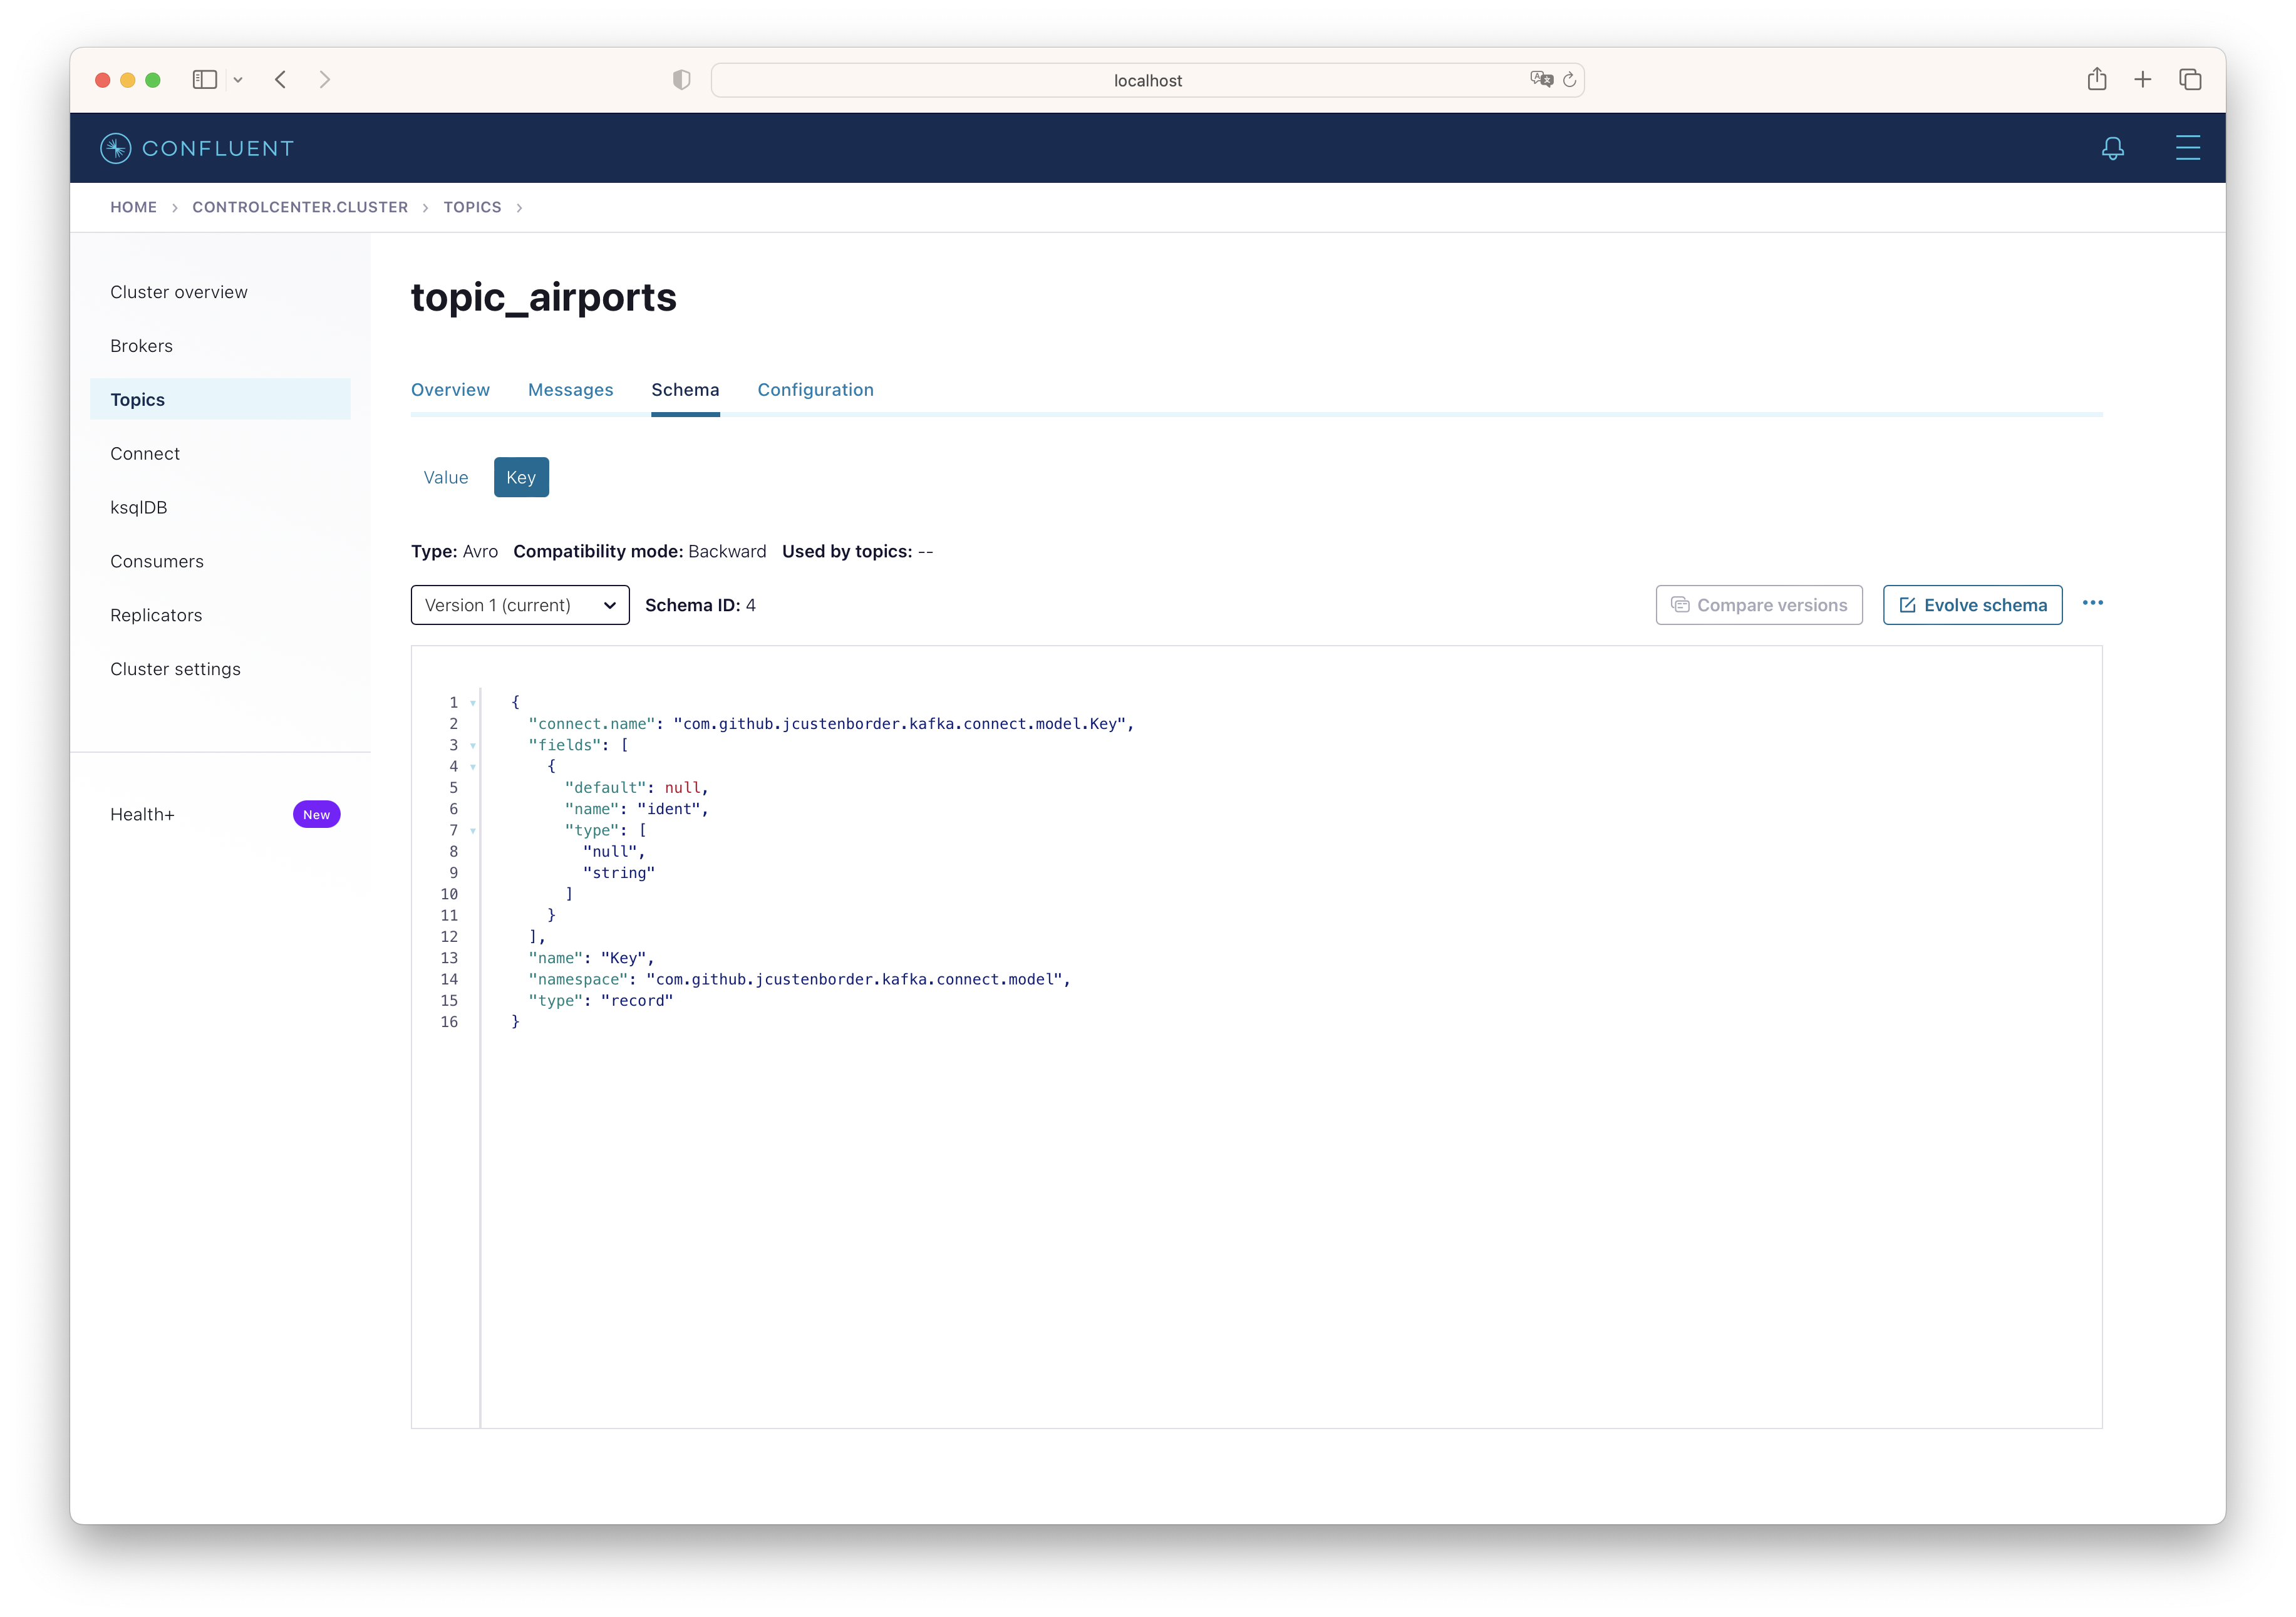 localhost
CONFLUENT
HOME > CONTROLCENTER.CLUSTER > TOPICS >
Cluster overview
Brokers
Topics
Connect
ksqlDB
Consumers
Replicators
Cluster settings
Health+ New
topic_airports
Overview Messages Schema Configuration
Value Key
Type: Avro Compatibility mode: Backward Used by topics: --
Version 1 (current) Schema ID: 4 Compare versions Evolve schema
1 {
2 "connect.name": "com.github.jcustenborder.kafka.connect.model.Key",
3 "fields": [
4 {
5 "default": null,
6 "name": "ident",
7 "type": [
8 "null",
9 "string"
10 ]
11 }
12 ],
13 "name": "Key",
14 "namespace": "com.github.jcustenborder.kafka.connect.model",
15 "type": "record"
16 }